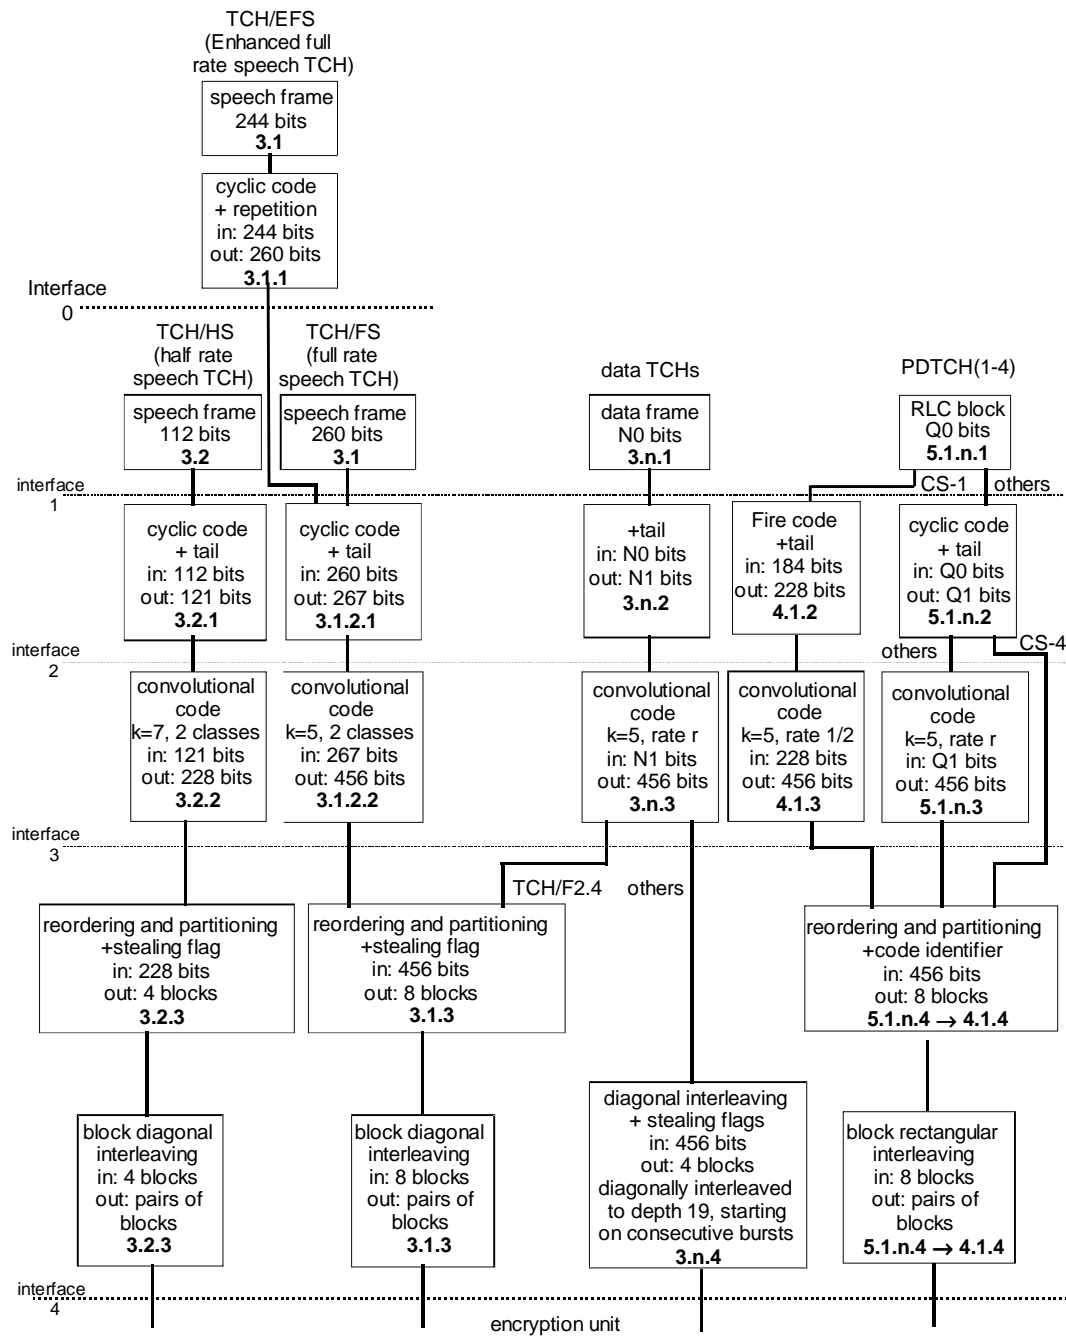 TCH/EFS
(Enhanced full
rate speech TCH)
speech frame
244 bits
3.1
cyclic code
+ repetition
in: 244 bits
out: 260 bits
3.1.1
Interface
0
TCH/HS
(half rate
speech TCH)
TCH/FS
(full rate
speech TCH)
data TCHs
PDTCH(1-4)
speech frame
112 bits
3.2
speech frame
260 bits
3.1
data frame
N0 bits
3.n.1
RLC block
Q0 bits
5.1.n.1
interface
1
CS-1
others
cyclic code
+ tail
in: 112 bits
out: 121 bits
3.2.1
cyclic code
+ tail
in: 260 bits
out: 267 bits
3.1.2.1
+tail
in: N0 bits
out: N1 bits
3.n.2
Fire code
+tail
in: 184 bits
out: 228 bits
4.1.2
cyclic code
+ tail
in: Q0 bits
out: Q1 bits
5.1.n.2
interface
2
others
CS-4
convolutional
code
k=7, 2 classes
in: 121 bits
out: 228 bits
3.2.2
convolutional
code
k=5, 2 classes
in: 267 bits
out: 456 bits
3.1.2.2
convolutional
code
k=5, rate r
in: N1 bits
out: 456 bits
3.n.3
convolutional
code
k=5, rate 1/2
in: 228 bits
out: 456 bits
4.1.3
convolutional
code
k=5, rate r
in: Q1 bits
out: 456 bits
5.1.n.3
interface
3
TCH/F2.4
others
reordering and partitioning
+stealing flag
in: 228 bits
out: 4 blocks
3.2.3
reordering and partitioning
+stealing flag
in: 456 bits
out: 8 blocks
3.1.3
reordering and partitioning
+code identifier
in: 456 bits
out: 8 blocks
5.1.n.4 → 4.1.4
block diagonal
interleaving
in: 4 blocks
out: pairs of
blocks
3.2.3
block diagonal
interleaving
in: 8 blocks
out: pairs of
blocks
3.1.3
diagonal interleaving
+ stealing flags
in: 456 bits
out: 4 blocks
diagonally interleaved
to depth 19, starting
on consecutive bursts
3.n.4
block rectangular
interleaving
in: 8 blocks
out: pairs of
blocks
5.1.n.4 → 4.1.4
interface
4
encryption unit